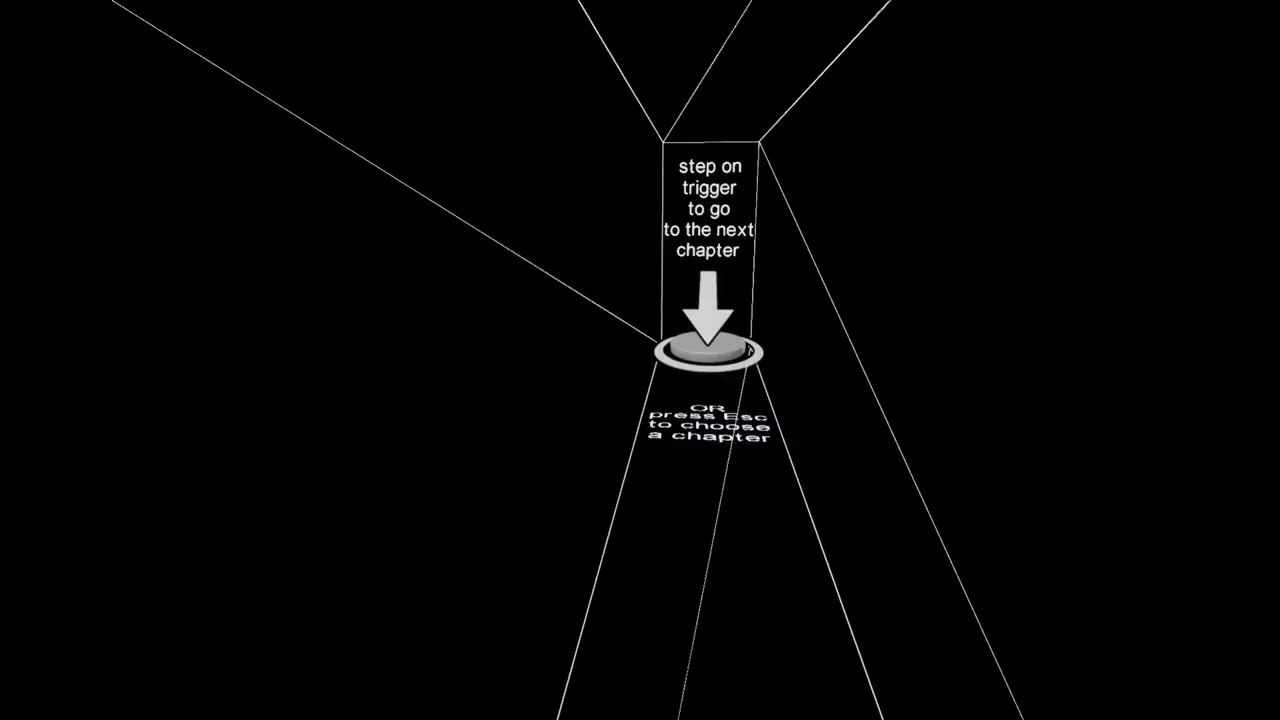 step on
trigger
to go
to the next
chapter
OR
press Esc
to choose
a chapter